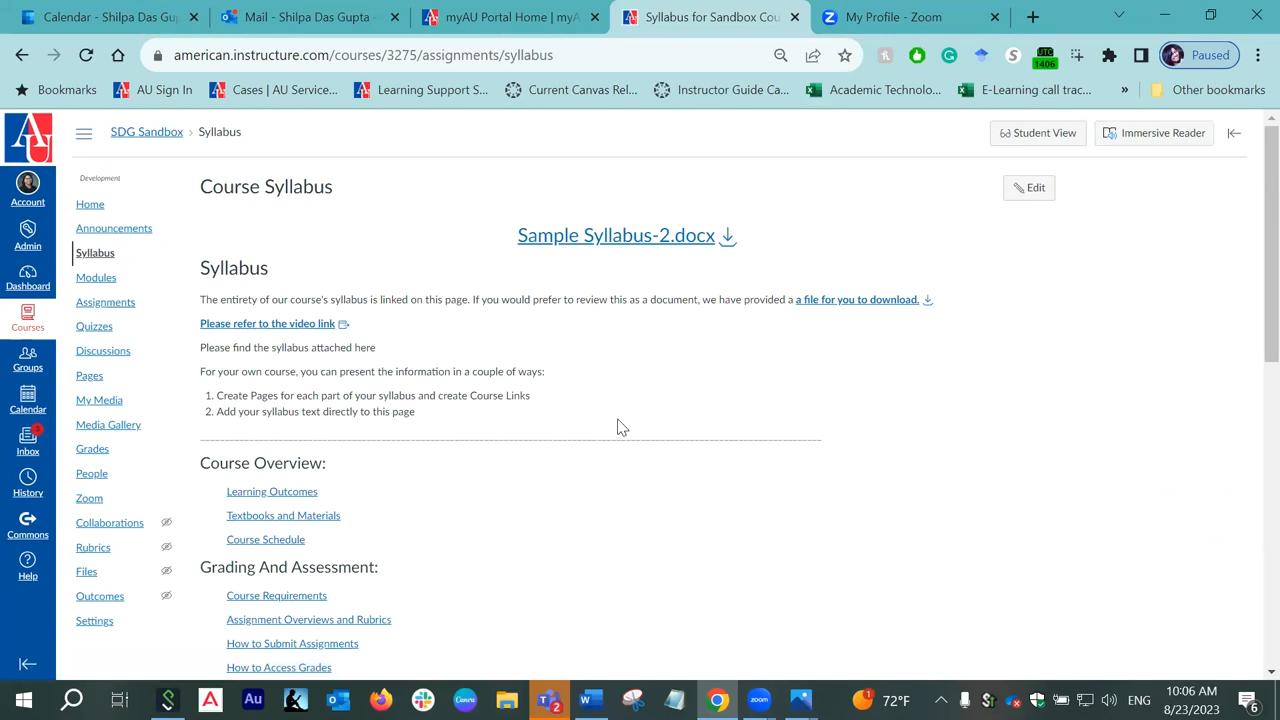 Calendar - Das Gup
Mail - Sanjukta Das Gupta -
myAU Portal Home | myA
Syllabus for Sandbox Cou
My Profile - Zoom
american.instructure.com/courses/3275/assignments/syllabus
UTC
1406
Paused
Bookmarks
AU Sign In
Cases | AU Service...
Learning Support S...
Current Canvas Rel...
Instructor Guide Ca...
Academic Technolo...
E-Learning call trac...
»
Other bookmarks
AU
SDG Sandbox › Syllabus
Student View
Immersive Reader
Account
Admin
Dashboard
Courses
Groups
Calendar
Inbox
History
Commons
Help
Development
Home
Announcements
Syllabus
Modules
Assignments
Quizzes
Discussions
Pages
My Media
Media Gallery
Grades
People
Zoom
Collaborations
Rubrics
Files
Outcomes
Settings
Course Syllabus
Edit
Sample Syllabus-2.docx
Syllabus
The entirety of our course's syllabus is linked on this page. If you would prefer to review this as a document, we have provided a a file for you to download.
Please refer to the video link
Please find the syllabus attached here
For your own course, you can present the information in a couple of ways:
1. Create Pages for each part of your syllabus and create Course Links
2. Add your syllabus text directly to this page
Course Overview:
Learning Outcomes
Textbooks and Materials
Course Schedule
Grading And Assessment:
Course Requirements
Assignment Overviews and Rubrics
How to Submit Assignments
How to Access Grades
72°F
ENG
10:06 AM
8/23/2023